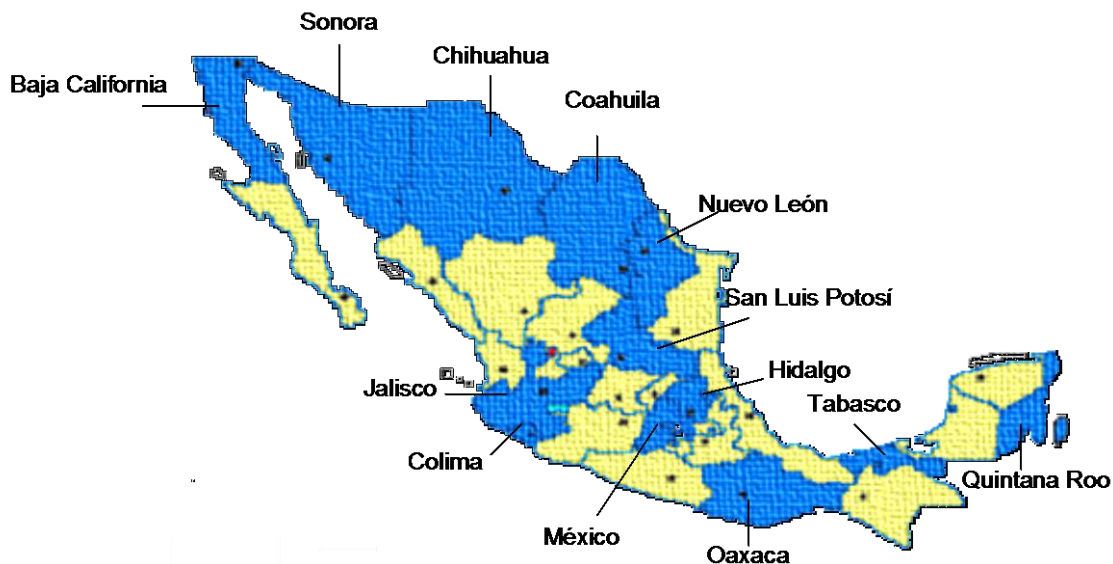 Sonora
Chihuahua
Baja California
Coahuila
Nuevo León
San Luis Potosí
Hidalgo
Jalisco
Tabasco
Colima
Quintana Roo
México
Oaxaca